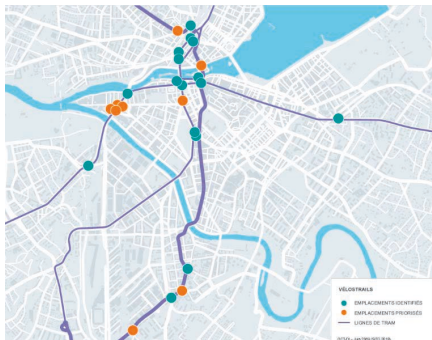 VÉLOSTRAILS
EMPLACEMENTS IDENTIFIÉS
EMPLACEMENTS PRIORISÉS
LIGNES DE TRAM